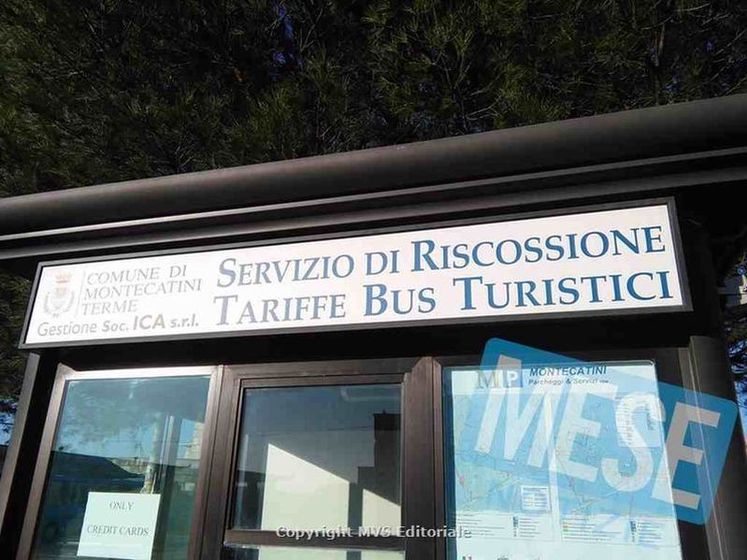 COMUNE DI
MONTECATINI
TERME
Gestione Soc. ICA s.r.l.
SERVIZIO DI RISCOSSIONE
TARIFFE BUS TURISTICI
MP MONTECATINI
Parcheggi & Servizi
MESE
ONLY
CREDIT CARDS
Copyright MVS Editoriale